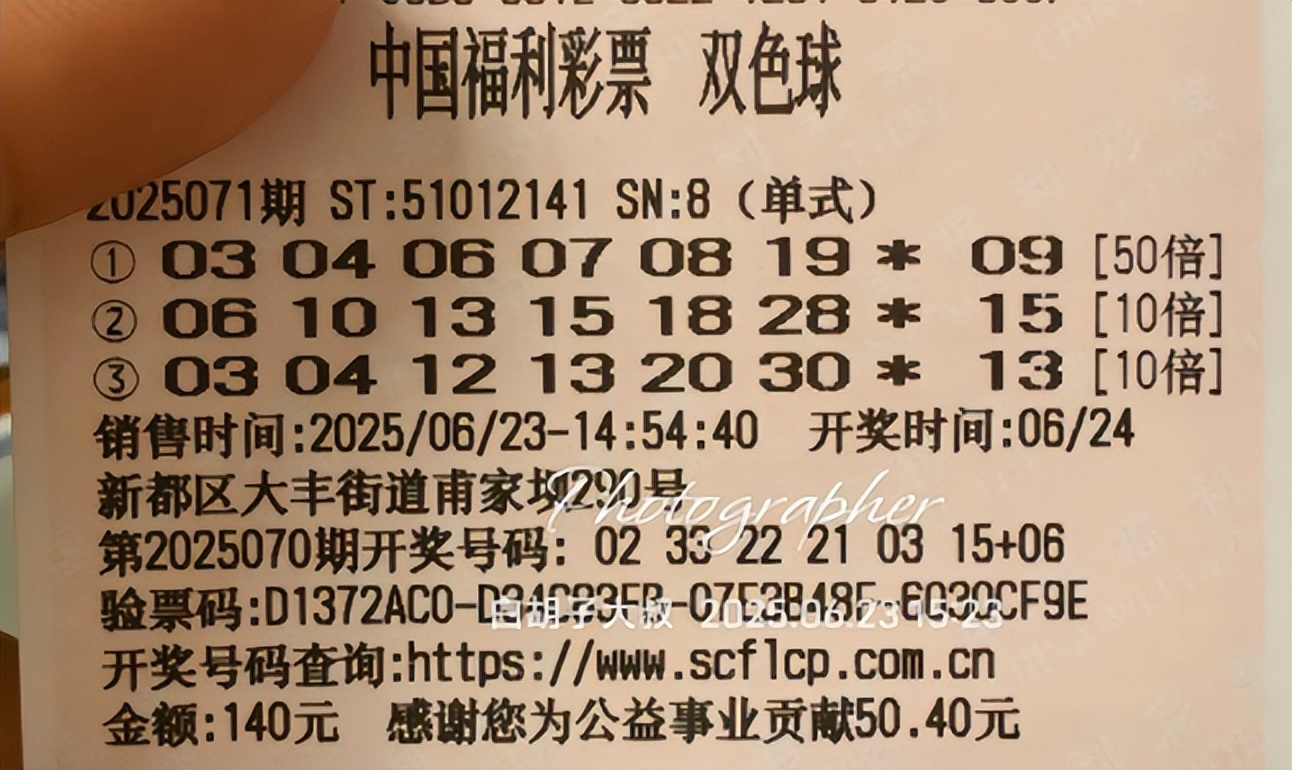 中国福利彩票 双色球
2025071期 ST:51012141 SN:8（单式）
① 03 04 06 07 08 19 * 09 [50倍]
② 06 10 13 15 18 28 * 15 [10倍]
③ 03 04 12 13 20 30 * 13 [10倍]
销售时间:2025/06/23-14:54:40 开奖时间:06/24
新都区大丰街道甫家坝290号
Photographer
第2025070期开奖号码: 02 33 22 21 03 15+06
验票码:D1372AC0-
白胡子大叔 2025.06.23 15:23
开奖号码查询:https://www.scflcp.com.cn
金额:140元 感谢您为公益事业贡献50.40元